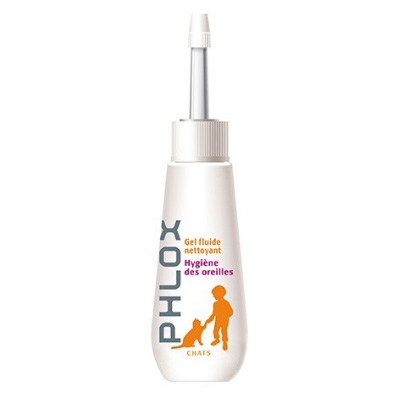 PHLOX
Gel fluide
nettoyant
Hygiène
des oreilles
CHATS